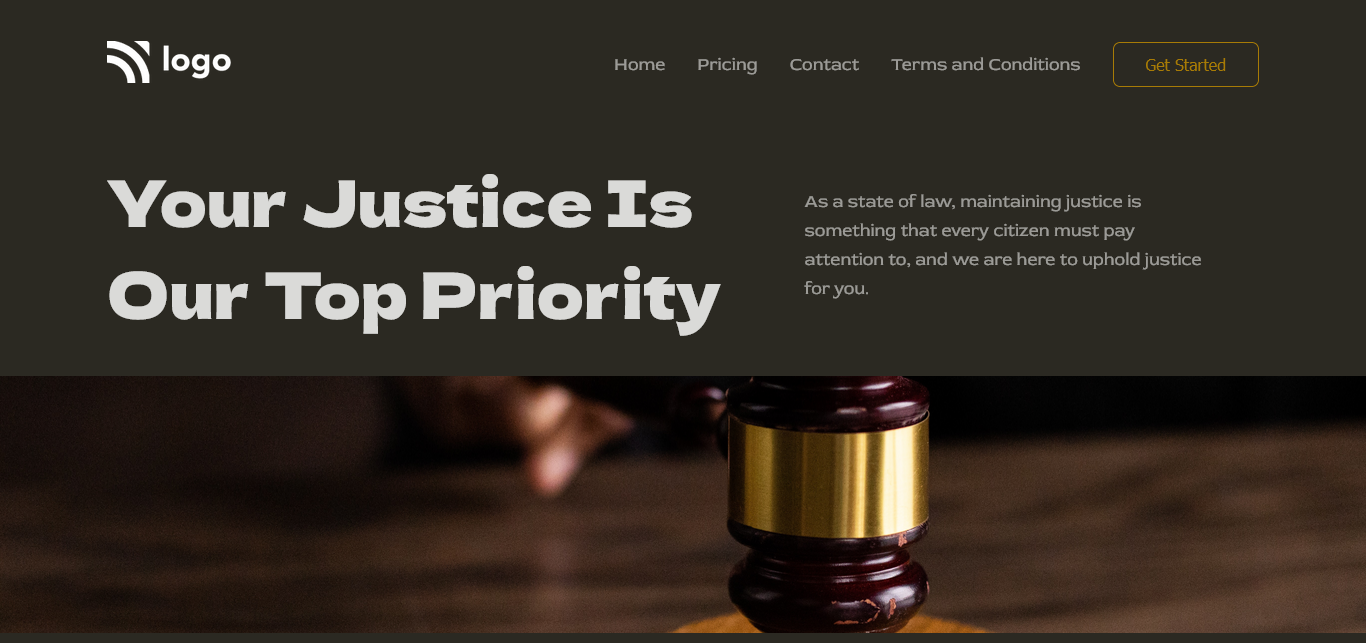 logo
Home
Pricing
Contact
Terms and Conditions
Get Started
Your Justice Is
Our Top Priority
As a state of law, maintaining justice is
something that every citizen must pay
attention to, and we are here to uphold justice
for you.